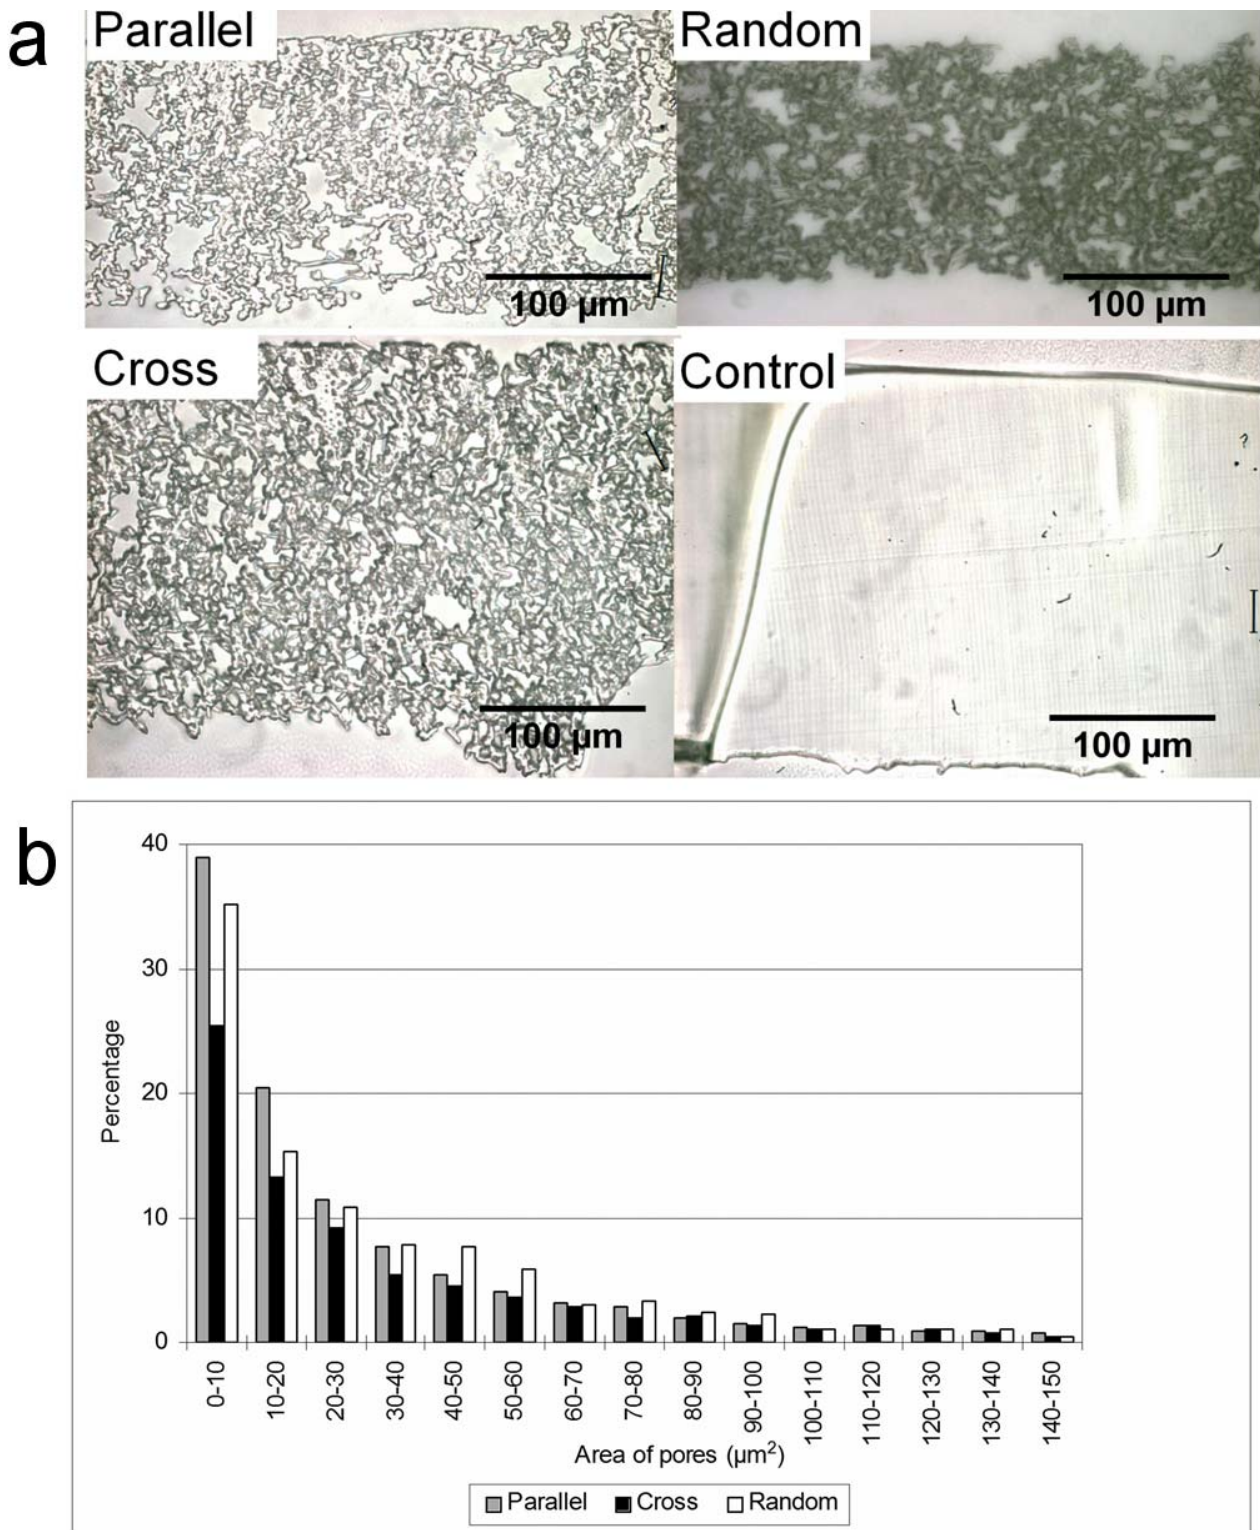 a
Parallel
Random
100 µm
100 µm
Cross
Control
?
100 µm
100 µm
b
40
30
20
10
0
Percentage
0-10
10-20
20-30
30-40
40-50
50-60
60-70
70-80
80-90
90-100
100-110
110-120
120-130
130-140
140-150
Area of pores (µm²)
Parallel Cross Random